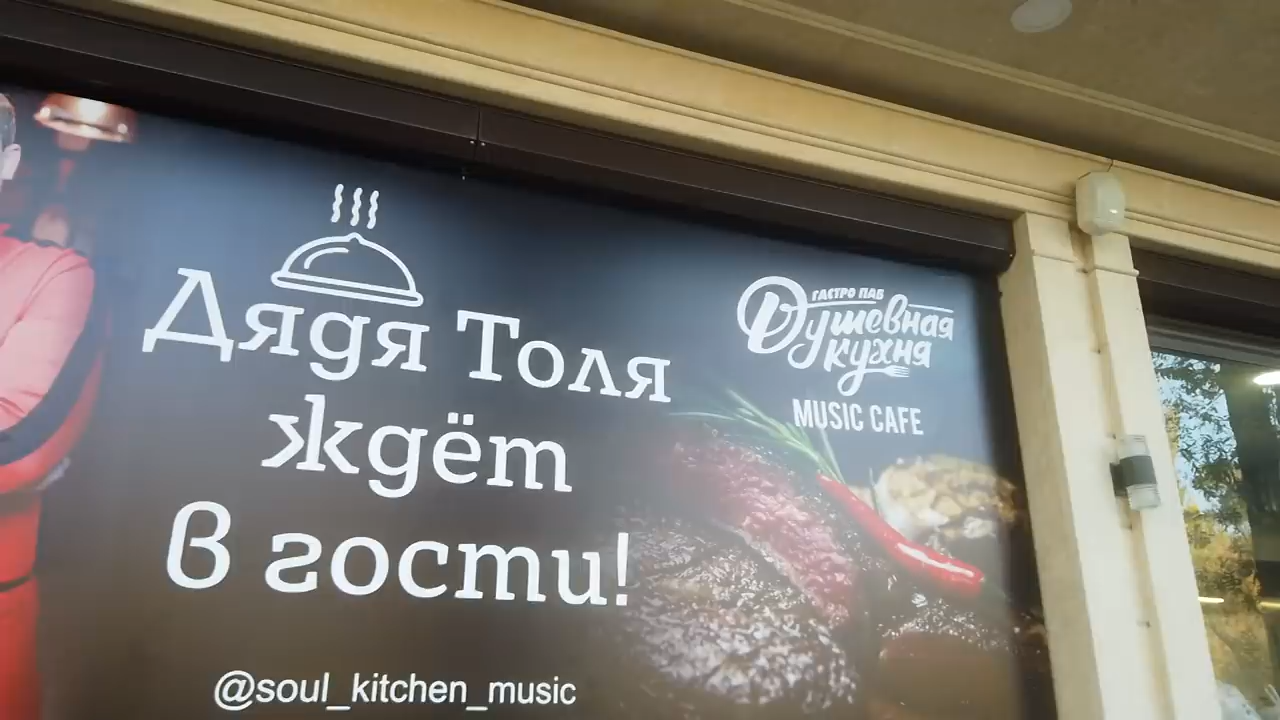 Дядя Толя
ждёт
в гости!
@soul_kitchen_music
ГАСТРО ПАБ
Душевная
кухня
MUSIC CAFE